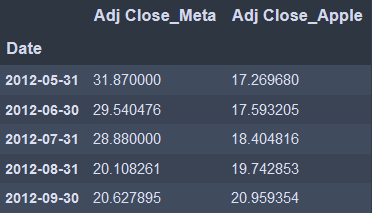 Adj Close_Meta Adj Close_Apple
Date
2012-05-31 31.870000 17.269680
2012-06-30 29.540476 17.593205
2012-07-31 28.880000 18.404816
2012-08-31 20.108261 19.742853
2012-09-30 20.627895 20.959354